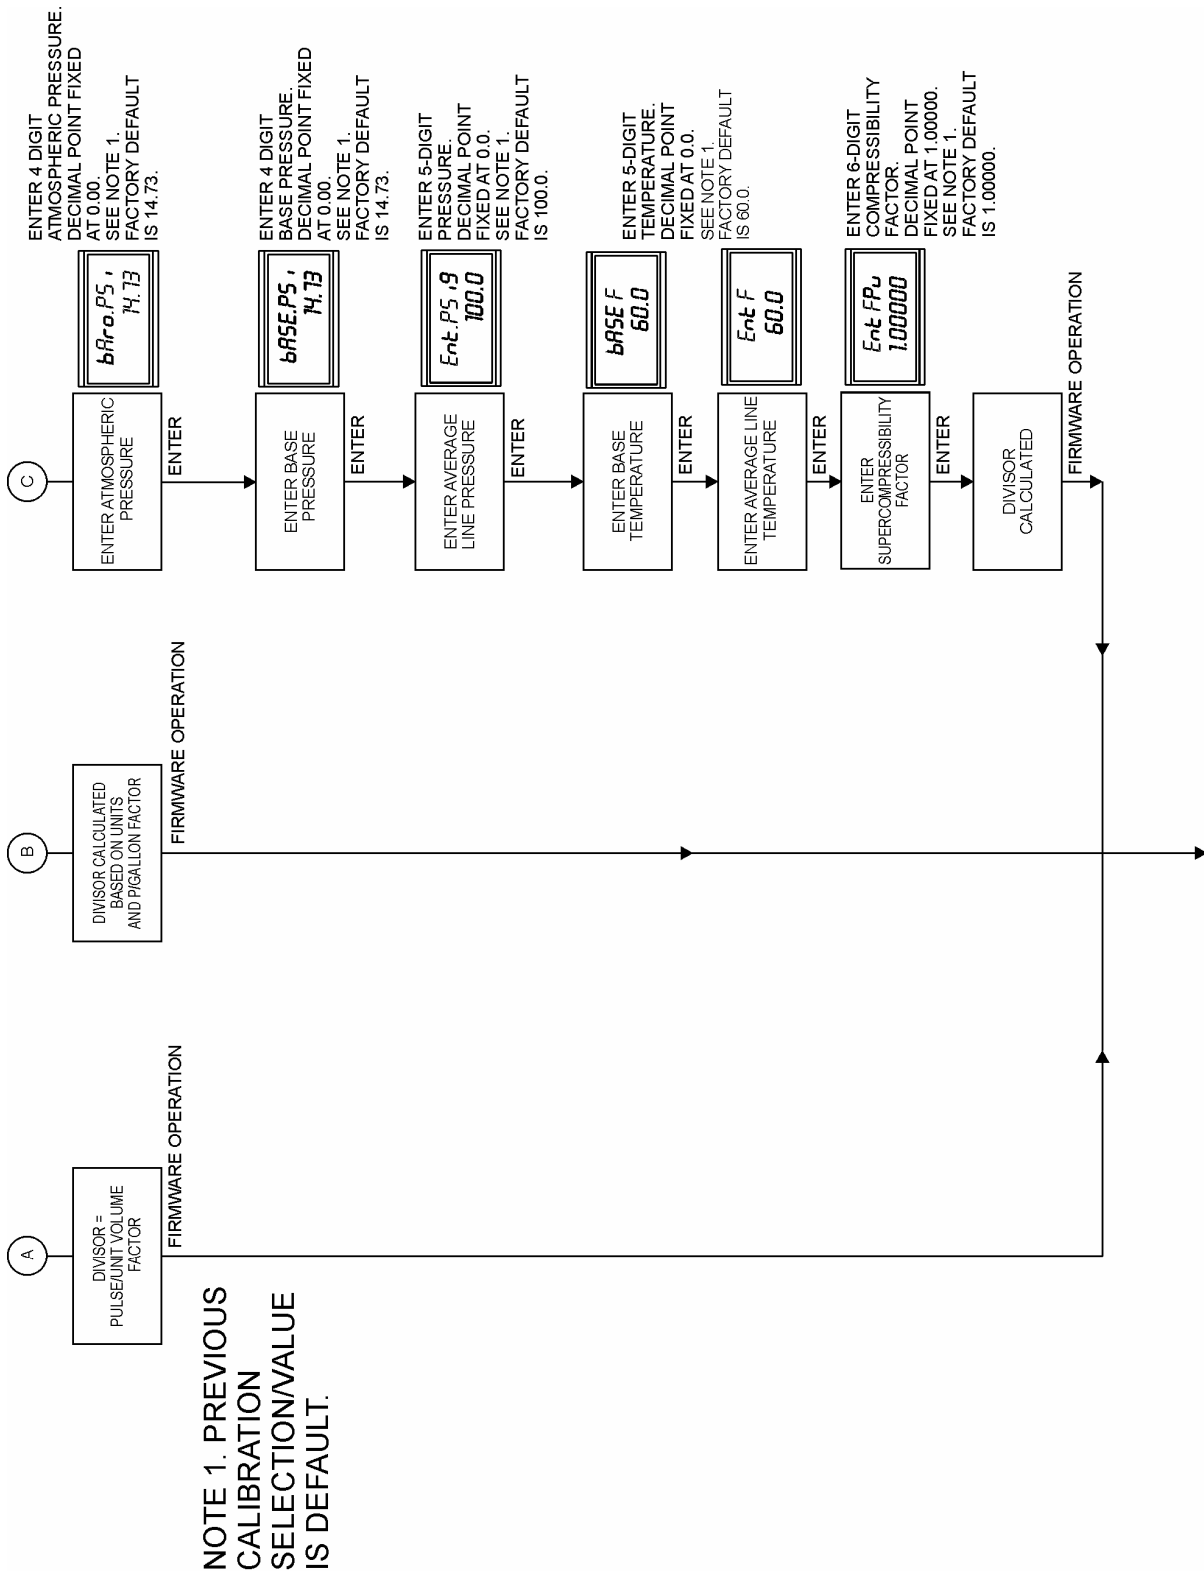 A
DIVISOR =
PULSE/UNIT VOLUME
FACTOR
FIRMWARE OPERATION
NOTE 1. PREVIOUS
CALIBRATION
SELECTION/VALUE
IS DEFAULT.
B
DIVISOR CALCULATED
BASED ON UNITS
AND P/GALLON FACTOR
FIRMWARE OPERATION
C
ENTER ATMOSPHERIC
PRESSURE
bAro.PSi
14.73
ENTER 4 DIGIT
ATMOSPHERIC PRESSURE.
DECIMAL POINT FIXED
AT 0.00.
SEE NOTE 1.
FACTORY DEFAULT
IS 14.73.
ENTER
ENTER BASE
PRESSURE
bASE.PSi
14.73
ENTER 4 DIGIT
BASE PRESSURE.
DECIMAL POINT FIXED
AT 0.00.
SEE NOTE 1.
FACTORY DEFAULT
IS 14.73.
ENTER
ENTER AVERAGE
LINE PRESSURE
Ent.PSig
100.0
ENTER 5-DIGIT
PRESSURE.
DECIMAL POINT
FIXED AT 0.0.
SEE NOTE 1.
FACTORY DEFAULT
IS 100.0.
ENTER
ENTER BASE
TEMPERATURE
bASE F
60.0
ENTER 5-DIGIT
TEMPERATURE.
DECIMAL POINT
FIXED AT 0.0.
SEE NOTE 1.
FACTORY DEFAULT
IS 60.0.
ENTER
ENTER AVERAGE LINE
TEMPERATURE
Ent F
60.0
ENTER
ENTER
SUPERCOMPRESSIBILITY
FACTOR
Ent FPu
1.00000
ENTER 6-DIGIT
COMPRESSIBILITY
FACTOR.
DECIMAL POINT
FIXED AT 1.00000.
SEE NOTE 1.
FACTORY DEFAULT
IS 1.00000.
ENTER
DIVISOR
CALCULATED
FIRMWARE OPERATION